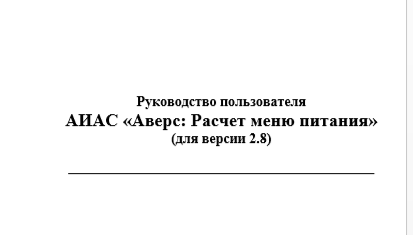 Руководство пользователя
АИАС «Аверс: Расчет меню питания»
(для версии 2.8)